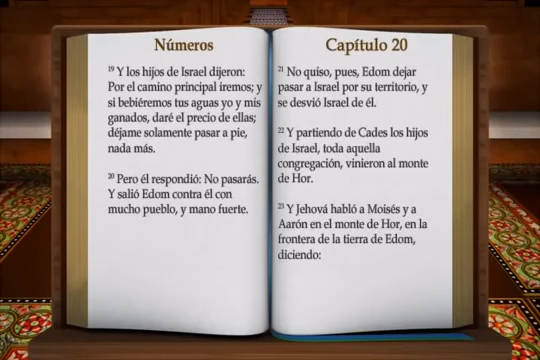 Números
19 Y los hijos de Israel dijeron:
Por el camino principal iremos; y
si bebiéremos tus aguas yo y mis
ganados, daré el precio de ellas;
déjame solamente pasar a pie,
nada más.
20 Pero él respondió: No pasarás.
Y salió Edom contra él con
mucho pueblo, y mano fuerte.
Capítulo 20
21 No quiso, pues, Edom dejar
pasar a Israel por su territorio, y
se desvió Israel de él.
22 Y partiendo de Cades los hijos
de Israel, toda aquella
congregación, vinieron al monte
de Hor.
23 Y Jehová habló a Moisés y a
Aarón en el monte de Hor, en la
frontera de la tierra de Edom,
diciendo: